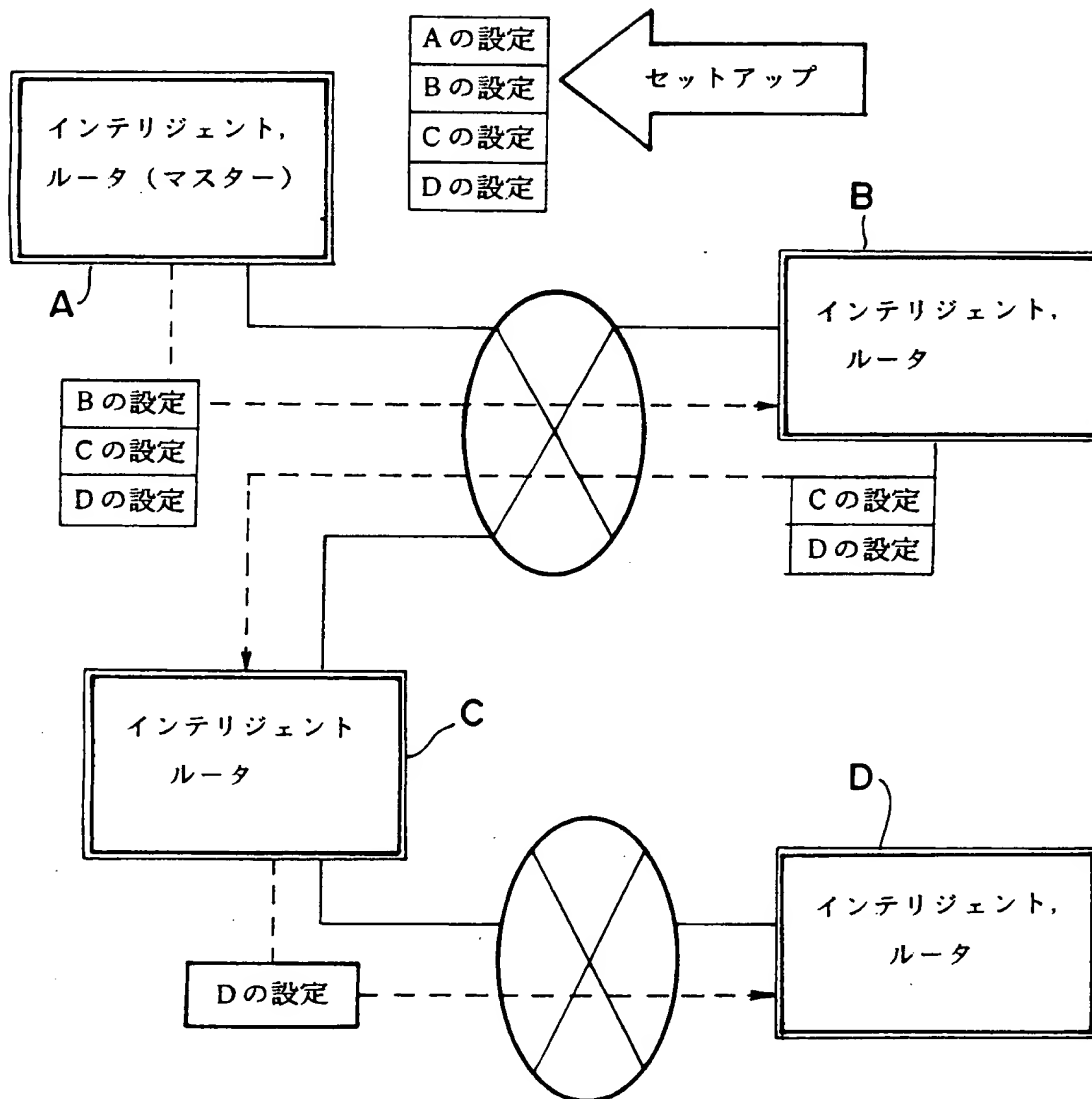 Aの設定
Bの設定
Cの設定
Dの設定
セットアップ
インテリジェント,
ルータ(マスター)
A
B
インテリジェント,
ルータ
Bの設定
Cの設定
Dの設定
Cの設定
Dの設定
インテリジェント
ルータ
C
D
インテリジェント,
ルータ
Dの設定